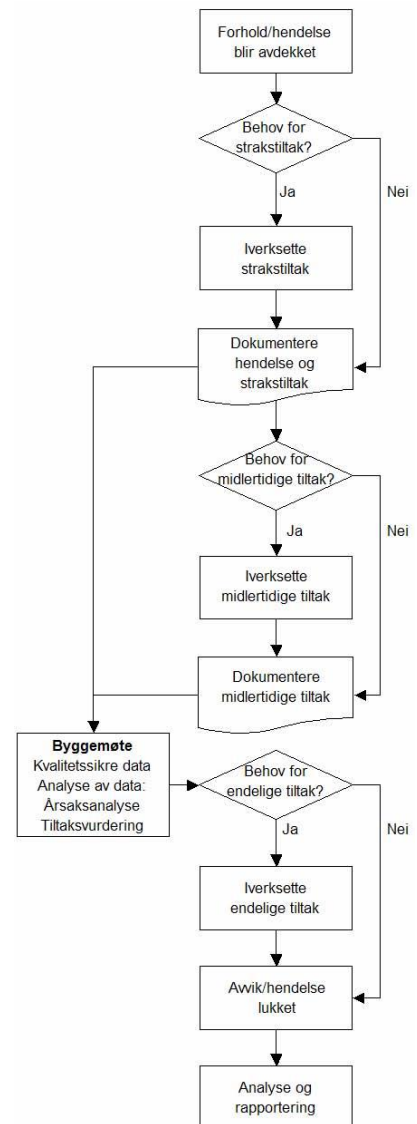 Forhold/hendelse
blir avdekket
Behov for
strakstiltak?
Ja
Nei
Iverksette
strakstiltak
Dokumentere
hendelse og
strakstiltak
Behov for
midlertidige tiltak?
Ja
Nei
Iverksette
midlertidige tiltak
Dokumentere
midlertidige tiltak
Byggemøte
Kvalitetssikre data
Analyse av data:
Årsaksanalyse
Tiltaksvurdering
Behov for
endelige tiltak?
Ja
Nei
Iverksette
endelige tiltak
Avvik/hendelse
lukket
Analyse og
rapportering